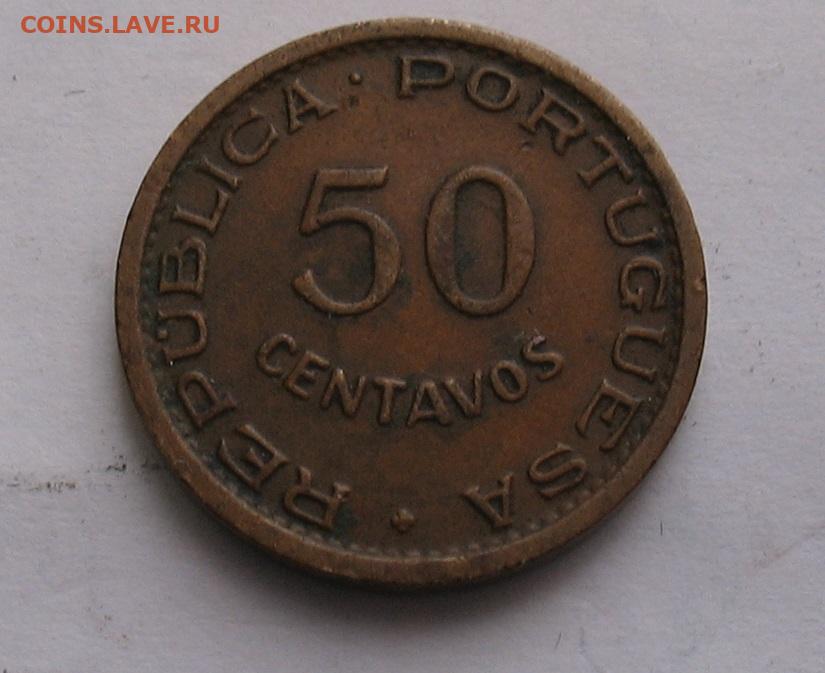 COINS.LAVE.RU
REPÚBLICA · PORTUGUESA
50
CENTAVOS